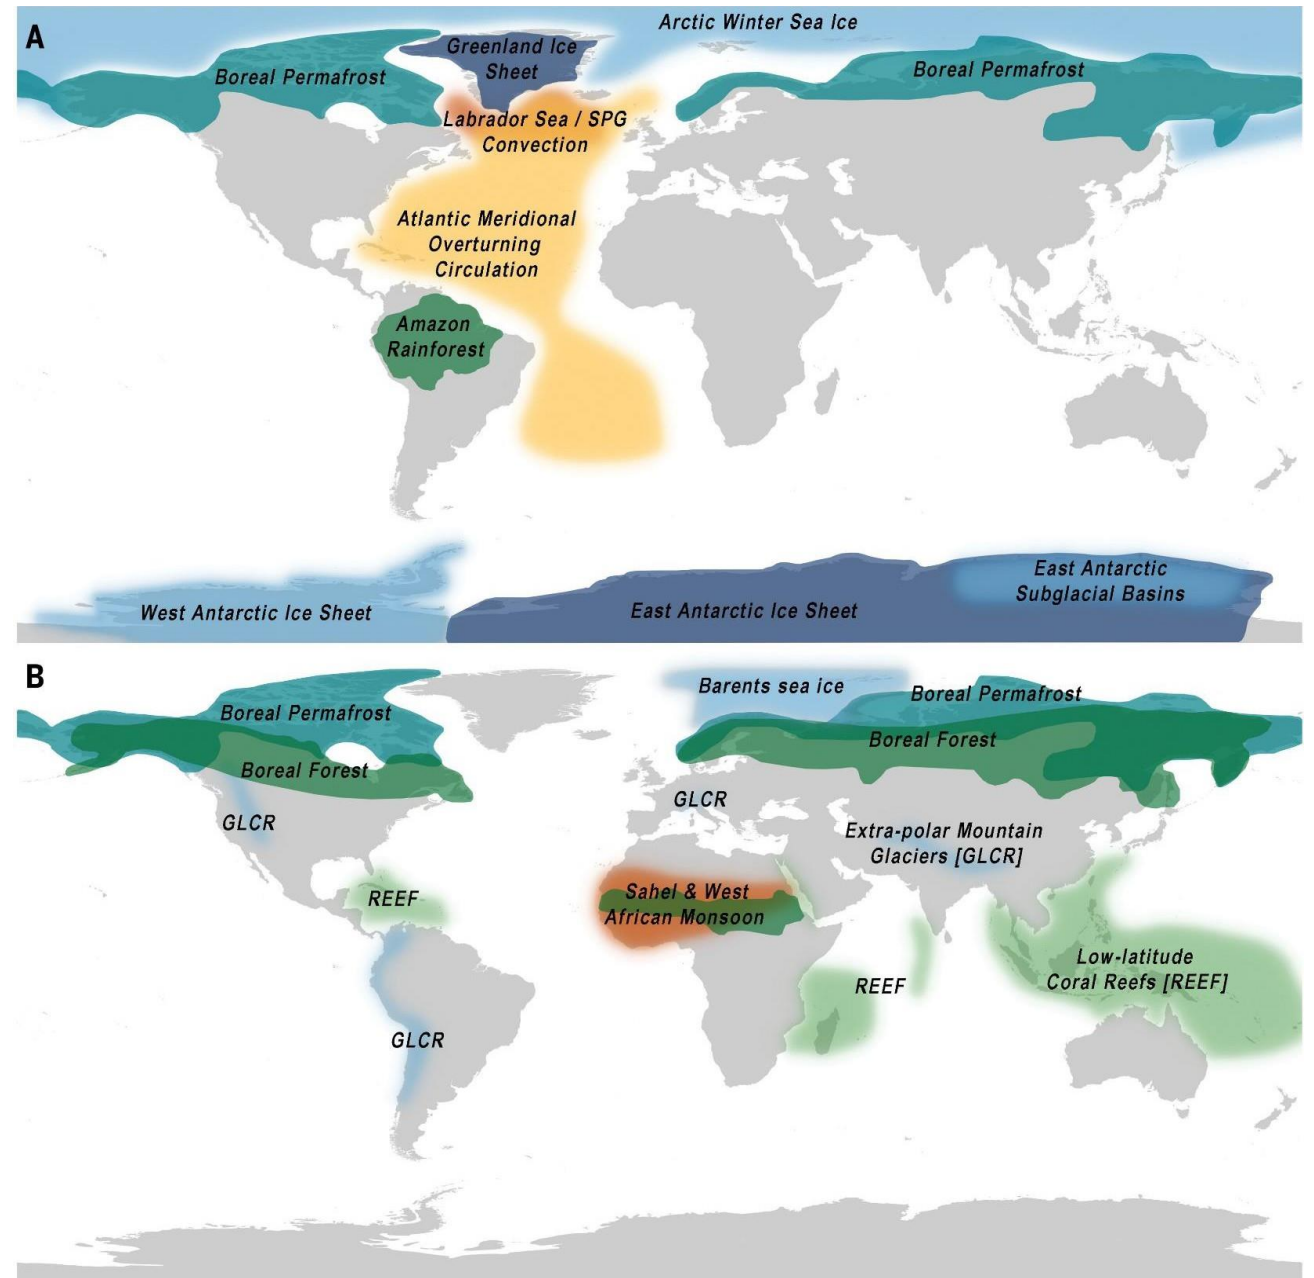 A
Arctic Winter Sea Ice
Greenland Ice
Sheet
Boreal Permafrost
Boreal Permafrost
Labrador Sea / SPG
Convection
Atlantic Meridional
Overturning
Circulation
Amazon
Rainforest
East Antarctic
Subglacial Basins
West Antarctic Ice Sheet
East Antarctic Ice Sheet
B
Barents sea ice
Boreal Permafrost
Boreal Permafrost
Boreal Forest
Boreal Forest
GLCR
GLCR
Extra-polar Mountain
Glaciers [GLCR]
REEF
Sahel & West
African Monsoon
Low-latitude
Coral Reefs [REEF]
REEF
GLCR